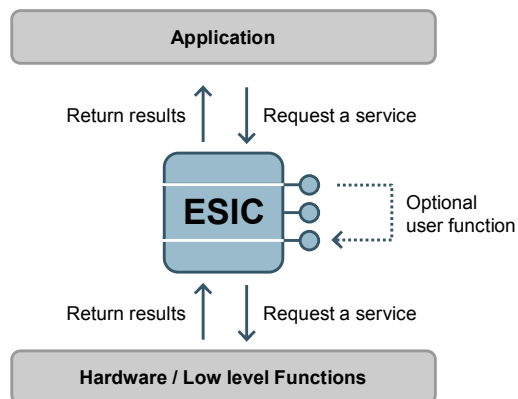 Application
Return results
Request a service
ESIC
Optional
user function
Return results
Request a service
Hardware / Low level Functions